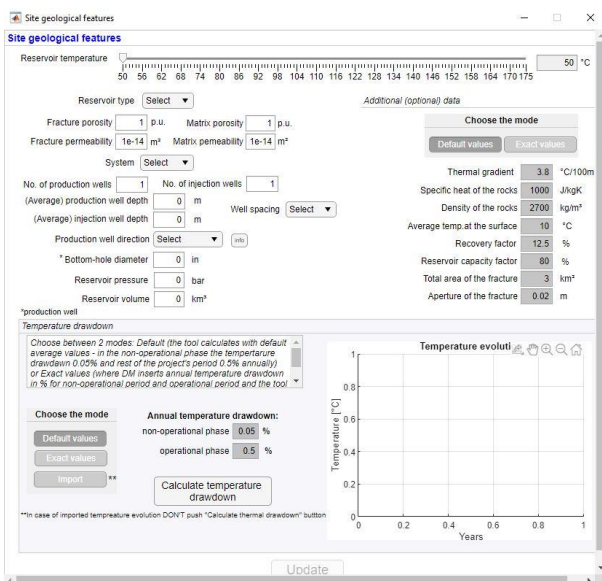 Site geological features
Site geological features
Reservoir temperature
50 56 62 68 74 80 86 92 98 104 110 116 122 128 134 140 146 152 158 164 170 175
50 °C
Reservoir type Select
Additional (optional) data
Fracture porosity 1 p.u. Matrix porosity 1 p.u.
Fracture permeability 1e-14 m² Matrix pemeability 1e-14 m²
System Select
No. of production wells 1 No. of injection wells 1
(Average) production well depth 0 m
(Average) injection well depth 0 m
Well spacing Select
Production well direction Select info
* Bottom-hole diameter 0 in
Reservoir pressure 0 bar
Reservoir volume 0 km³
*production well
Choose the mode
Default values Exact values
Thermal gradient 3.8 °C/100m
Specific heat of the rocks 1000 J/kgK
Density of the rocks 2700 kg/m³
Average temp.at the surface 10 °C
Recovery factor 12.5 %
Reservoir capacity factor 80 %
Total area of the fracture 3 km²
Aperture of the fracture 0.02 m
Temperature drawdown
Choose between 2 modes: Default (the tool calculates with default
average values - in the non-operational phase the tempertarure
drawdawn 0.05% and rest of the project's period 0.5% annually)
or Exact values (where DM inserts annual temperature drawdown
in % for non-operational period and operational period and the tool
Choose the mode
Default values
Exact values
Import **
Annual temperature drawdown:
non-operational phase 0.05 %
operational phase 0.5 %
Calculate temperature
drawdown
**In case of imported tempreature evolution DON'T push "Calculate thermal drawdown" buttton
Temperature evoluti
Temperature [°C]
1
0.8
0.6
0.4
0.2
0
0 0.2 0.4 0.6 0.8 1
Years
Update